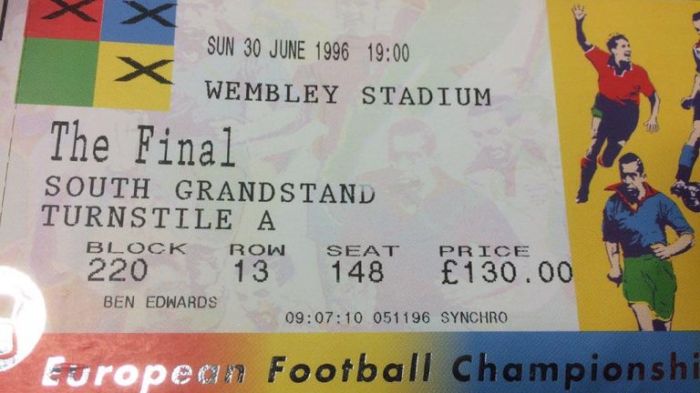 SUN 30 JUNE 1996 19:00
WEMBLEY STADIUM
The Final
SOUTH GRANDSTAND
TURNSTILE A
BLOCK ROW SEAT PRICE
220 13 148 £130.00
BEN EDWARDS
09:07:10 051196 SYNCHRO
European Football Championshi